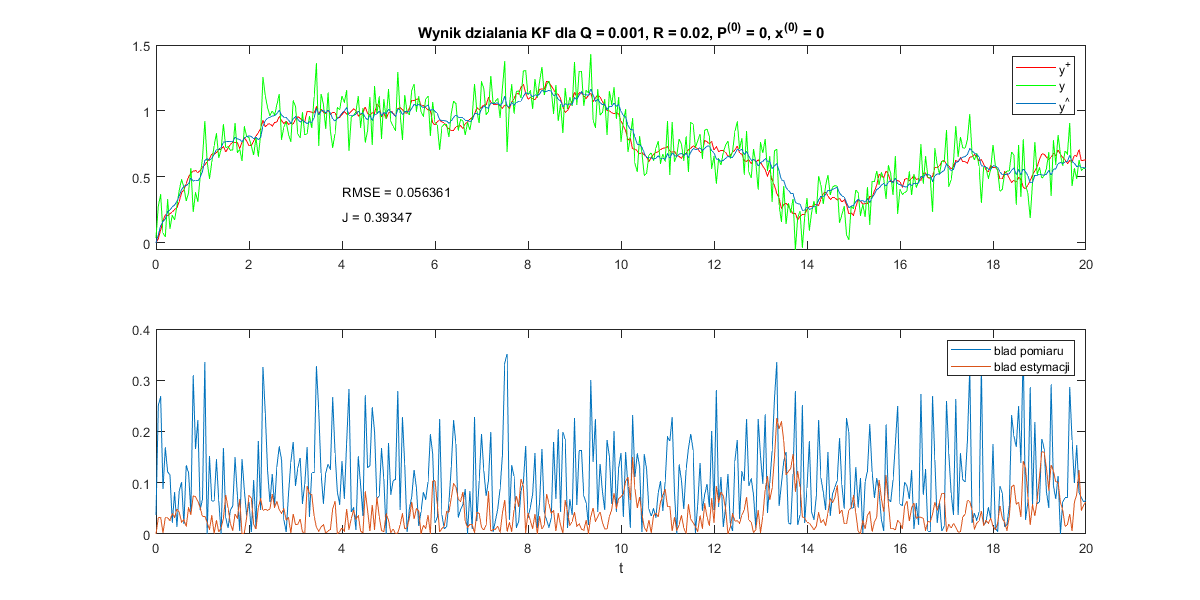 Wynik dzialania KF dla Q = 0.001, R = 0.02, P^(0) = 0, x^(0) = 0
1.5
1
0.5
0
y^+
y
y^^
RMSE = 0.056361
J = 0.39347
0 2 4 6 8 10 12 14 16 18 20
0.4
0.3
0.2
0.1
0
blad pomiaru
blad estymacji
0 2 4 6 8 10 12 14 16 18 20
t